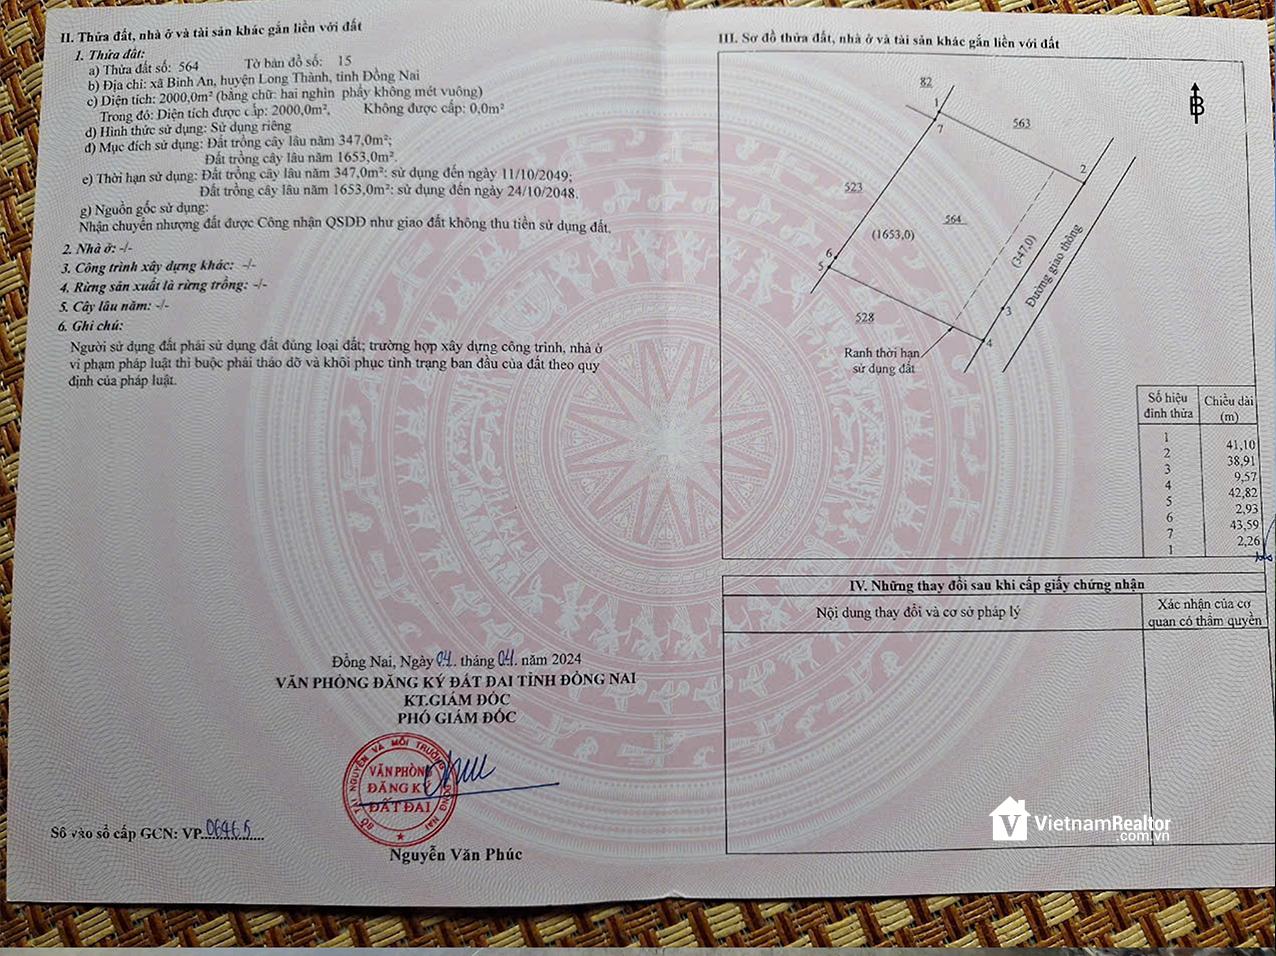 II. Thửa đất, nhà ở và tài sản khác gắn liền với đất
1. Thửa đất:
a) Thửa đất số: 564 Tờ bản đồ số: 15
b) Địa chỉ: xã Bình An, huyện Long Thành, tỉnh Đồng Nai
c) Diện tích: 2000,0m² (bằng chữ: hai nghìn phẩy không mét vuông)
Trong đó: Diện tích được cấp: 2000,0m², Không được cấp: 0,0m²
d) Hình thức sử dụng: Sử dụng riêng
đ) Mục đích sử dụng: Đất trồng cây lâu năm 347,0m²;
Đất trồng cây lâu năm 1653,0m².
e) Thời hạn sử dụng: Đất trồng cây lâu năm 347,0m²: sử dụng đến ngày 11/10/2049;
Đất trồng cây lâu năm 1653,0m²: sử dụng đến ngày 24/10/2048.
g) Nguồn gốc sử dụng:
Nhận chuyển nhượng đất được Công nhận QSDĐ như giao đất không thu tiền sử dụng đất.
2. Nhà ở: -/-
3. Công trình xây dựng khác: -/-
4. Rừng sản xuất là rừng trồng: -/-
5. Cây lâu năm: -/-
6. Ghi chú:
Người sử dụng đất phải sử dụng đất đúng loại đất; trường hợp xây dựng công trình, nhà ở
vi phạm pháp luật thì buộc phải tháo dỡ và khôi phục tình trạng ban đầu của đất theo quy
định của pháp luật.
Đồng Nai, Ngày 04. tháng 04. năm 2024
VĂN PHÒNG ĐĂNG KÝ ĐẤT ĐAI TỈNH ĐỒNG NAI
KT.GIÁM ĐỐC
PHÓ GIÁM ĐỐC
SỞ TÀI NGUYÊN VÀ MÔI TRƯỜNG ĐỒNG NAI
VĂN PHÒNG
ĐĂNG KÝ
ĐẤT ĐAI
Nguyễn Văn Phúc
Số vào sổ cấp GCN: VP 06465
III. Sơ đồ thửa đất, nhà ở và tài sản khác gắn liền với đất
82
B
1
7
563
2
523
564
(1653,0)
(347,0)
Đường giao thông
6
5
3
528
4
Ranh thời hạn
sử dụng đất
Số hiệu đỉnh thửa Chiều dài (m)
1
41,10
2
38,91
3
9,57
4
42,82
5
2,93
6
43,59
7
2,26
1
IV. Những thay đổi sau khi cấp giấy chứng nhận
Nội dung thay đổi và cơ sở pháp lý
Xác nhận của cơ
quan có thẩm quyền
V VietnamRealtor
.com.vn